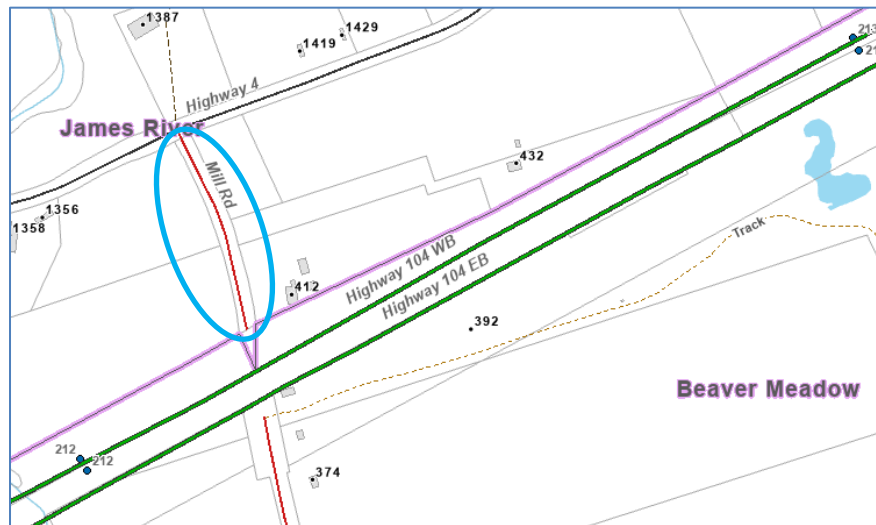 1387
1419
1429
213
21
Highway 4
James River
Mill Rd
432
1356
1358
Track
Highway 104 WB
412
Highway 104 EB
392
Beaver Meadow
212
212
374